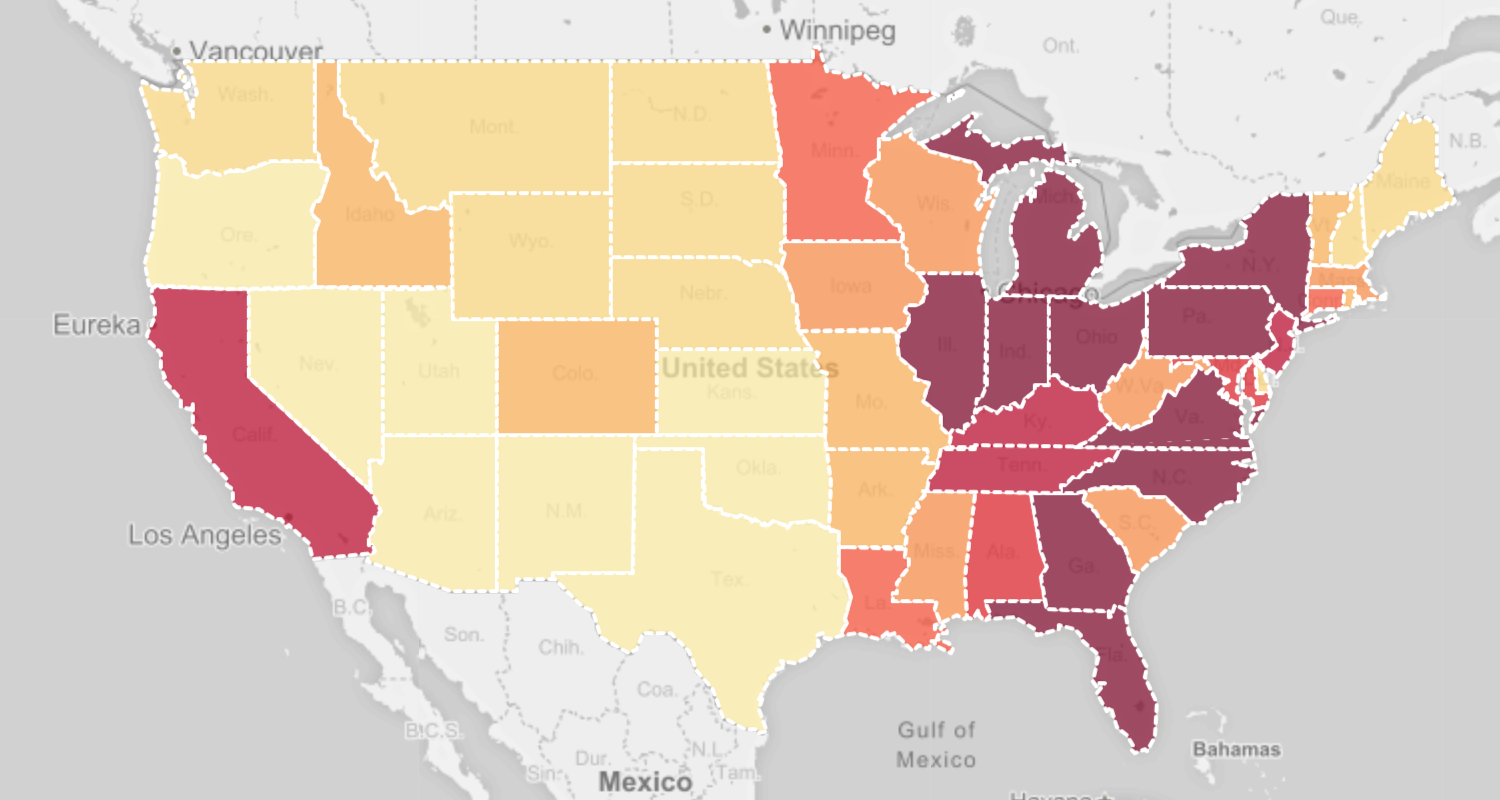 Que.
Winnipeg
Vancouver
Ont.
Wash.
N.D.
Mont.
N.B.
Minn.
Maine
Mich.
S.D.
Wis.
Idaho
Vt.
Ore.
Wyo.
N.Y.
Mass.
Iowa
Nebr.
Chicago
Conn.
Pa.
Eureka
Ohio
Ill.
Ind.
Nev.
Utah
Colo.
United States
Kans.
Mo.
W.Va.
Md.
Va.
Ky.
Calif.
Tenn.
Okla.
N.C.
Ark.
Ariz.
N.M.
S.C.
Los Angeles
Miss.
Ala.
Ga.
Tex.
La.
B.C.
Son.
Chih.
Fla.
Coa.
B.C.S.
Gulf of
Mexico
N.L.
Bahamas
Dur.
Sin.
Tam.
Mexico